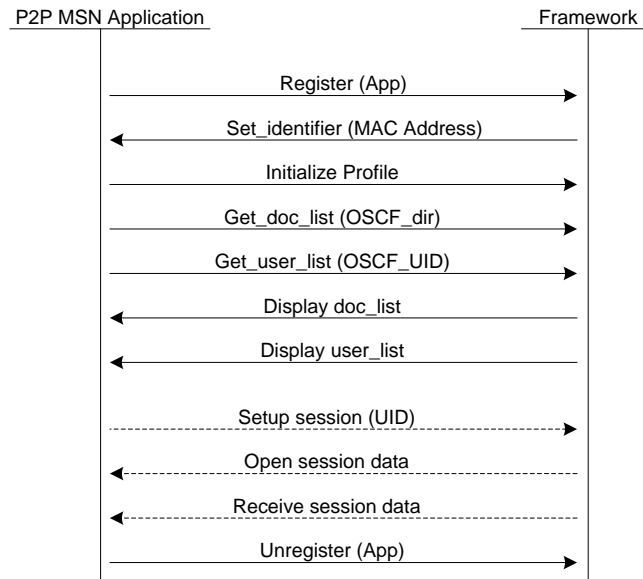 P2P MSN Application
Framework
Register (App)
Set_identifier (MAC Address)
Initialize Profile
Get_doc_list (OSCF_dir)
Get_user_list (OSCF_UID)
Display doc_list
Display user_list
Setup session (UID)
Open session data
Receive session data
Unregister (App)